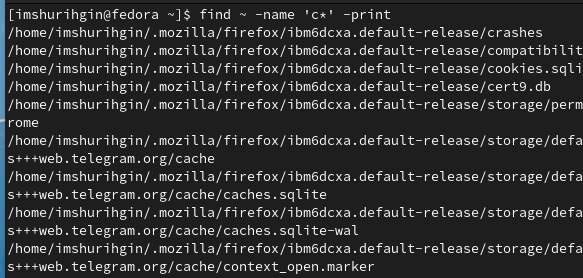 [imshurihgin@fedora ~]$ find ~ -name 'c*' -print
/home/imshurihgin/.mozilla/firefox/ibm6dcxa.default-release/crashes
/home/imshurihgin/.mozilla/firefox/ibm6dcxa.default-release/compatibilit
/home/imshurihgin/.mozilla/firefox/ibm6dcxa.default-release/cookies.sqli
/home/imshurihgin/.mozilla/firefox/ibm6dcxa.default-release/cert9.db
/home/imshurihgin/.mozilla/firefox/ibm6dcxa.default-release/storage/perm
rome
/home/imshurihgin/.mozilla/firefox/ibm6dcxa.default-release/storage/defa
s+++web.telegram.org/cache
/home/imshurihgin/.mozilla/firefox/ibm6dcxa.default-release/storage/defa
s+++web.telegram.org/cache/caches.sqlite
/home/imshurihgin/.mozilla/firefox/ibm6dcxa.default-release/storage/defa
s+++web.telegram.org/cache/caches.sqlite-wal
/home/imshurihgin/.mozilla/firefox/ibm6dcxa.default-release/storage/defa
s+++web.telegram.org/cache/context_open.marker